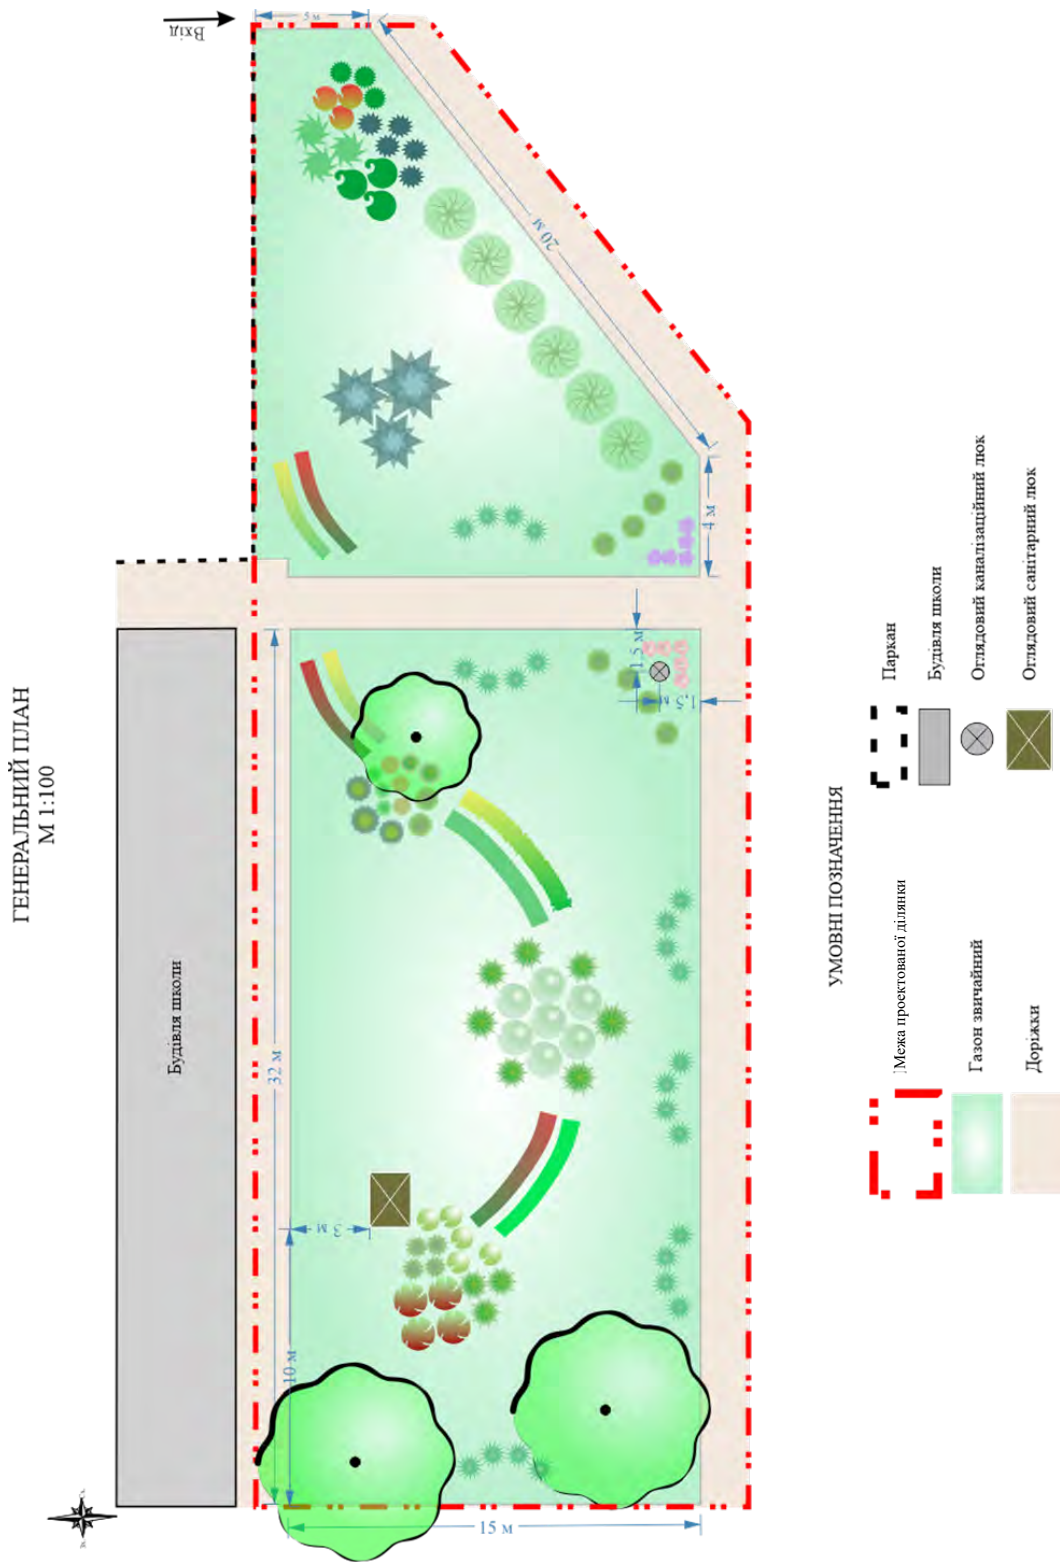 ГЕНЕРАЛЬНИЙ ПЛАН
М 1:100
Вхід
5 м
20 м
4 м
1.5 м
1,5 м
Будівля школи
32 м
3 м
10 м
15 м
УМОВНІ ПОЗНАЧЕННЯ
Межа проектованої ділянки
Газон звичайний
Доріжки
Паркан
Будівля школи
Оглядовий каналізаційний люк
Оглядовий санітарний люк